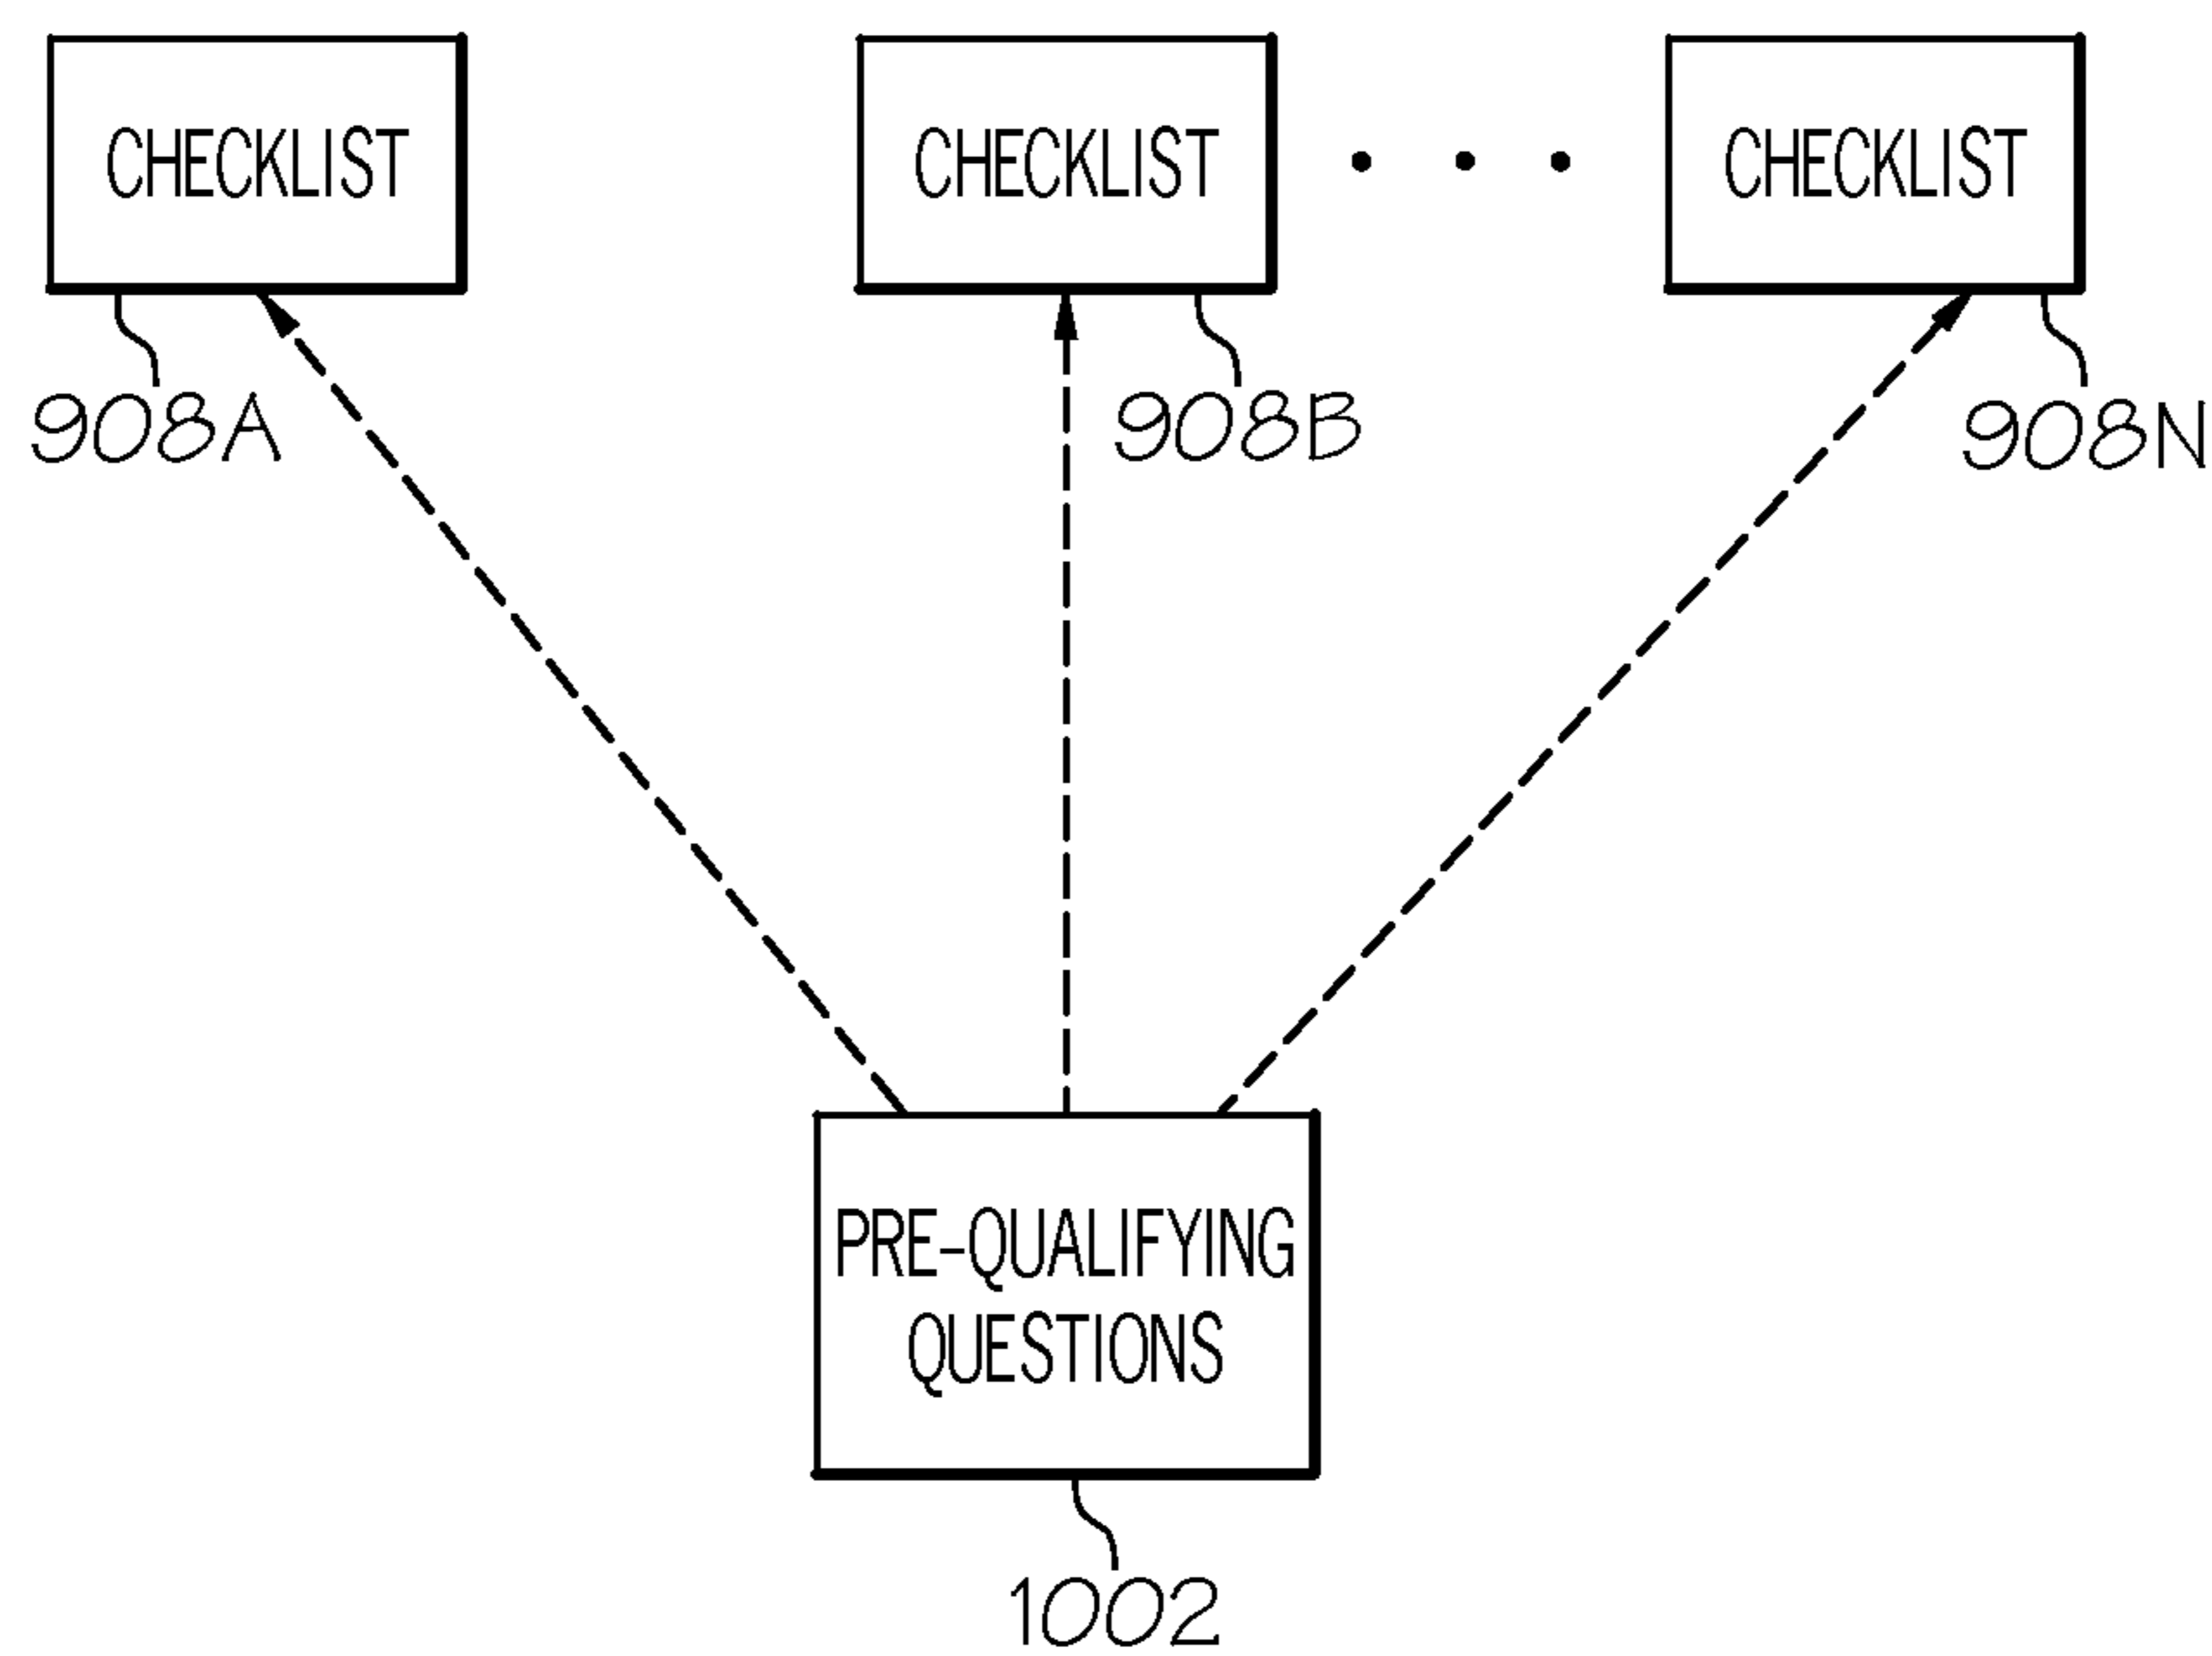 CHECKLIST
CHECKLIST
CHECKLIST
908A
908B
908N
PRE-QUALIFYING
QUESTIONS
1002